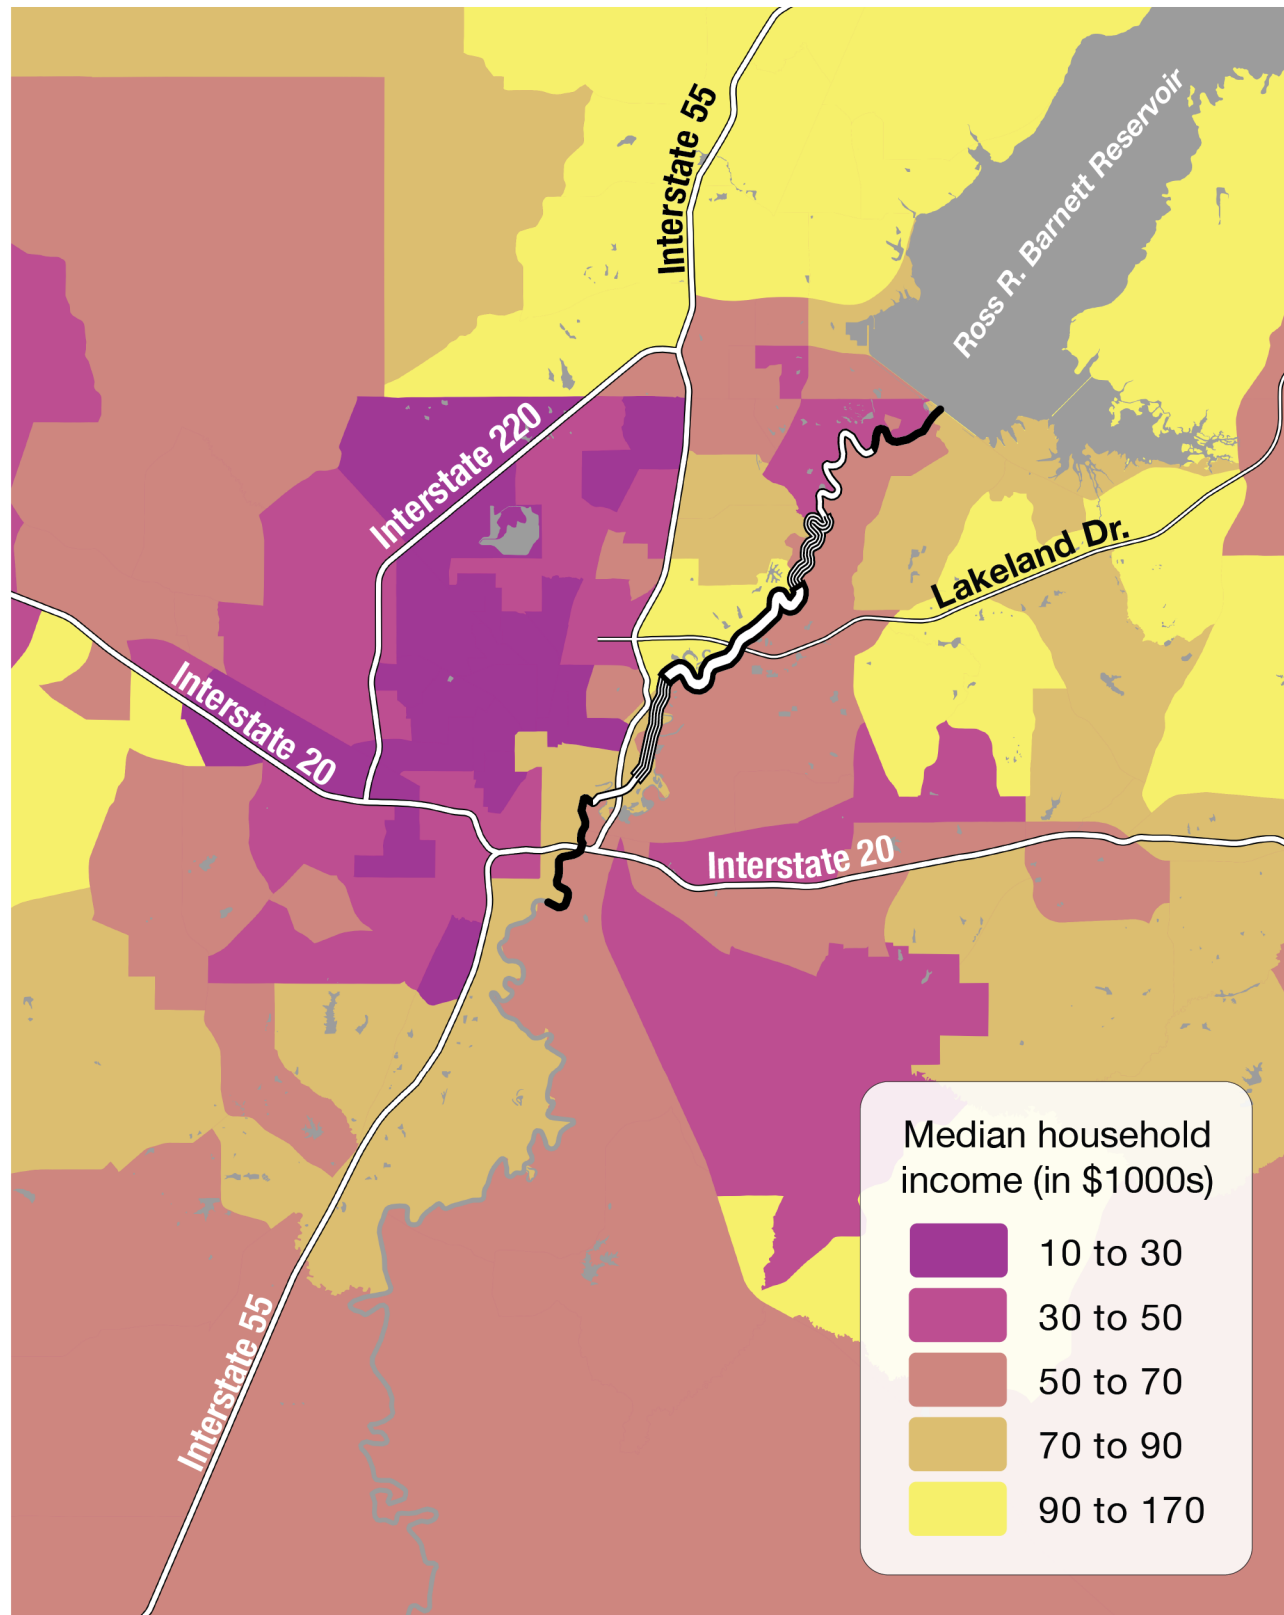 Interstate 55
Ross R. Barnett Reservoir
Interstate 220
Lakeland Dr.
Interstate 20
Interstate 20
Interstate 55
Median household
income (in $1000s)
10 to 30
30 to 50
50 to 70
70 to 90
90 to 170